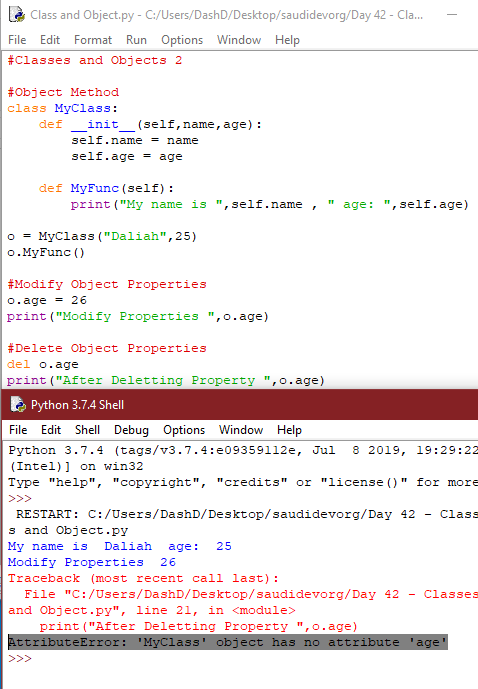 Class and Object.py - C:/Users/DashD/Desktop/saudidevorg/Day 42 - Cla...
File Edit Format Run Options Window Help
#Classes and Objects 2
#Object Method
class MyClass:
    def __init__(self,name,age):
        self.name = name
        self.age = age
    def MyFunc(self):
        print("My name is ",self.name , " age: ",self.age)
o = MyClass("Daliah",25)
o.MyFunc()
#Modify Object Properties
o.age = 26
print("Modify Properties ",o.age)
#Delete Object Properties
del o.age
print("After Deletting Property ",o.age)
Python 3.7.4 Shell
File Edit Shell Debug Options Window Help
Python 3.7.4 (tags/v3.7.4:e09359112e, Jul  8 2019, 19:29:22
(Intel)] on win32
Type "help", "copyright", "credits" or "license()" for more
>>>
 RESTART: C:/Users/DashD/Desktop/saudidevorg/Day 42 - Class
s and Object.py
My name is  Daliah  age:  25
Modify Properties  26
Traceback (most recent call last):
  File "C:/Users/DashD/Desktop/saudidevorg/Day 42 - Classes
and Object.py", line 21, in <module>
    print("After Deletting Property ",o.age)
AttributeError: 'MyClass' object has no attribute 'age'
>>>